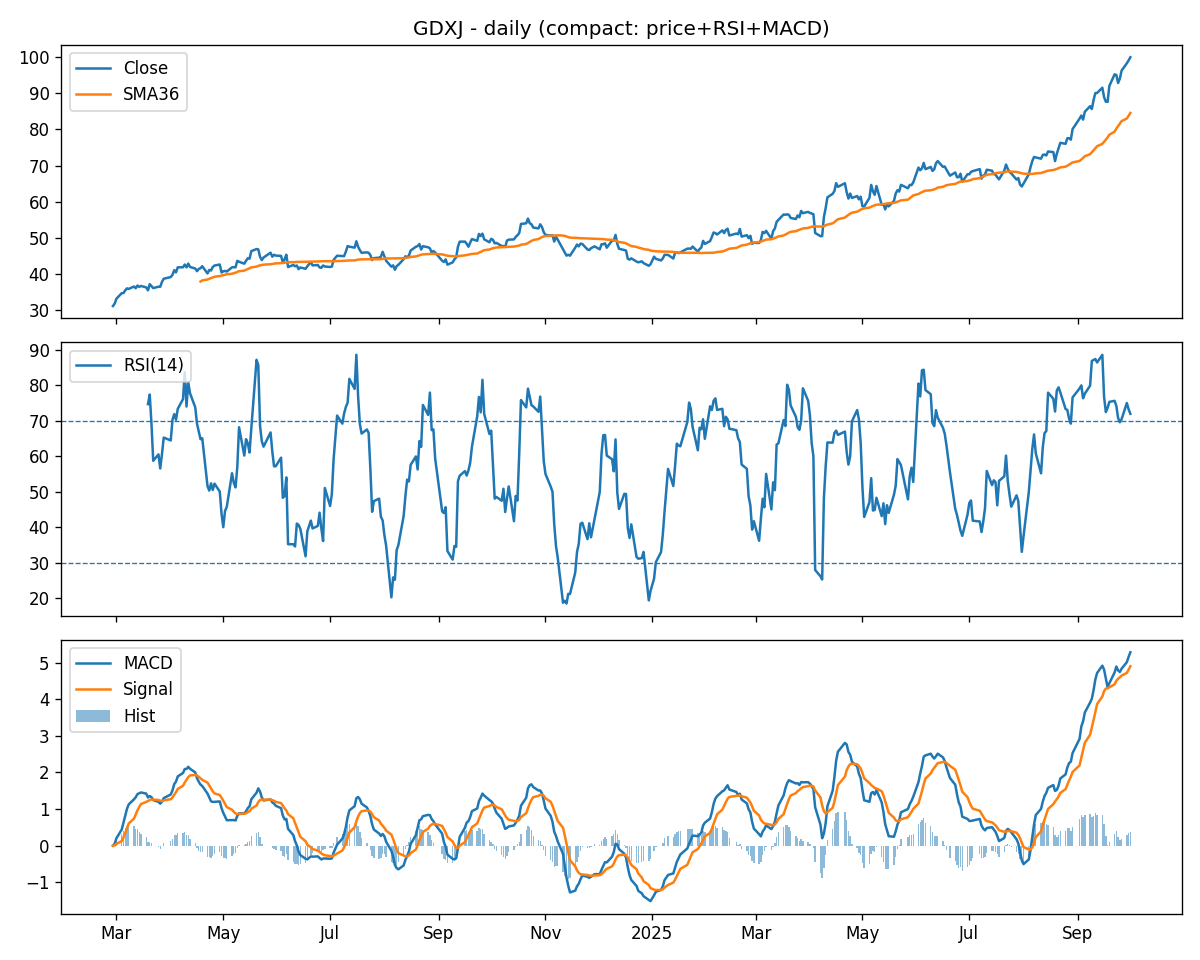 GDXJ - daily (compact: price+RSI+MACD)
100
90
80
70
60
50
40
30
Close
SMA36
90
80
70
60
50
40
30
20
RSI(14)
5
4
3
2
1
0
−1
MACD
Signal
Hist
Mar May Jul Sep Nov 2025 Mar May Jul Sep